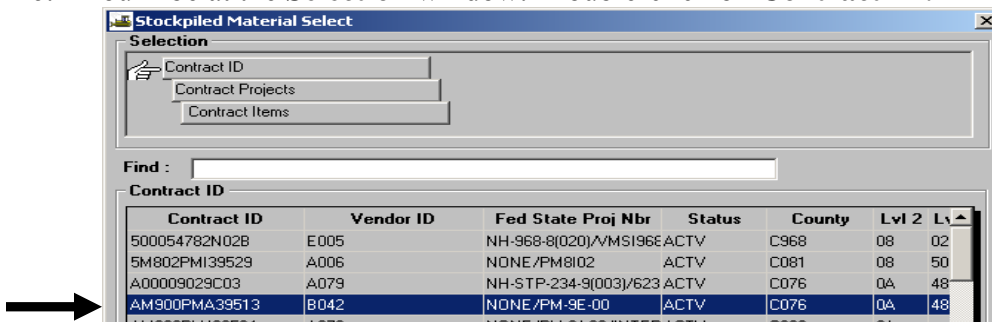 Stockpiled Material Select
Selection
Contract ID
Contract Projects
Contract Items
Find :
Contract ID
Contract ID Vendor ID Fed State Proj Nbr Status County Lvl 2
500054782N02B E005 NH-968-8(020)/VMSI968 ACTV C968 08 02
5M802PMI39529 A006 NONE/PM8I02 ACTV C081 08 50
A00009029C03 A079 NH-STP-234-9(003)/623 ACTV C076 0A 48
AM900PMA39513 B042 NONE/PM-9E-00 ACTV C076 0A 48